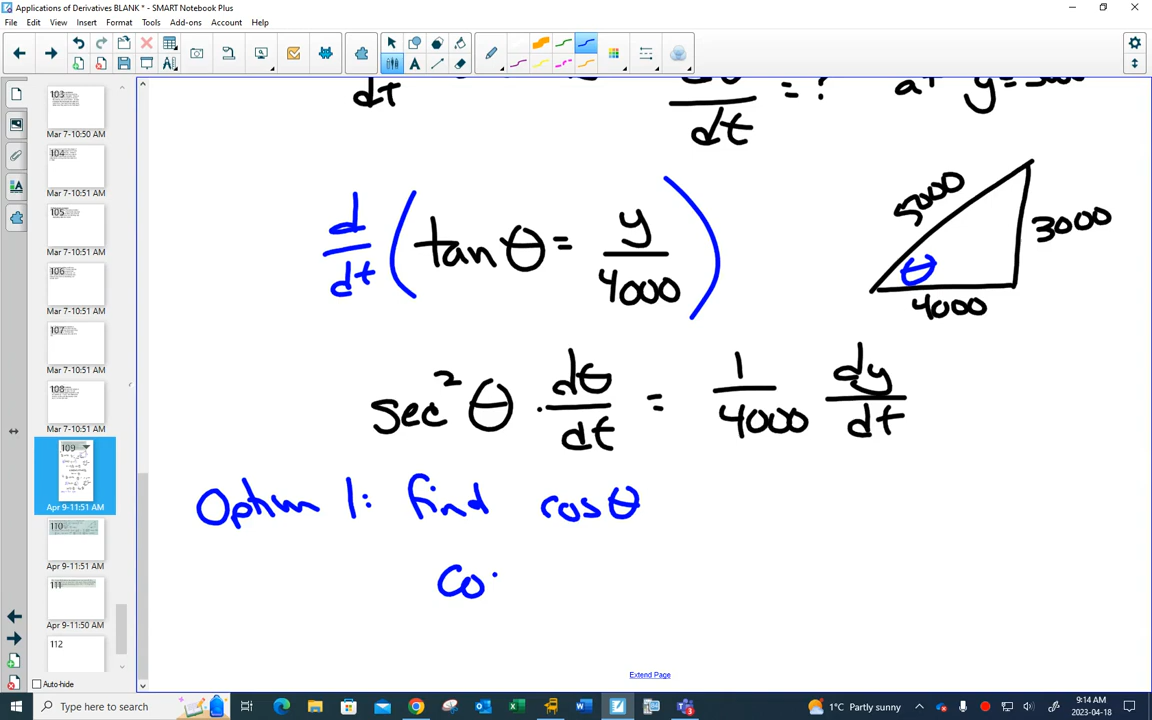 Applications of Derivatives BLANK * - SMART Notebook Plus
File Edit View Insert Format Tools Add-ons Account Help
103
Mar 7-10:50 AM
104
Mar 7-10:51 AM
105
Mar 7-10:51 AM
106
Mar 7-10:51 AM
107
Mar 7-10:51 AM
108
Mar 7-10:51 AM
109
Apr 9-11:51 AM
110
Apr 9-11:51 AM
111
Apr 9-11:50 AM
112
Auto-hide
dt
dt = ? at y=3000
d/dt ( tan θ = y/4000 )
5000
3000
θ
4000
sec² θ · dθ/dt = 1/4000 dy/dt
Option 1: find cos θ
co
Extend Page
Type here to search
1°C Partly sunny
9:14 AM
2023-04-18